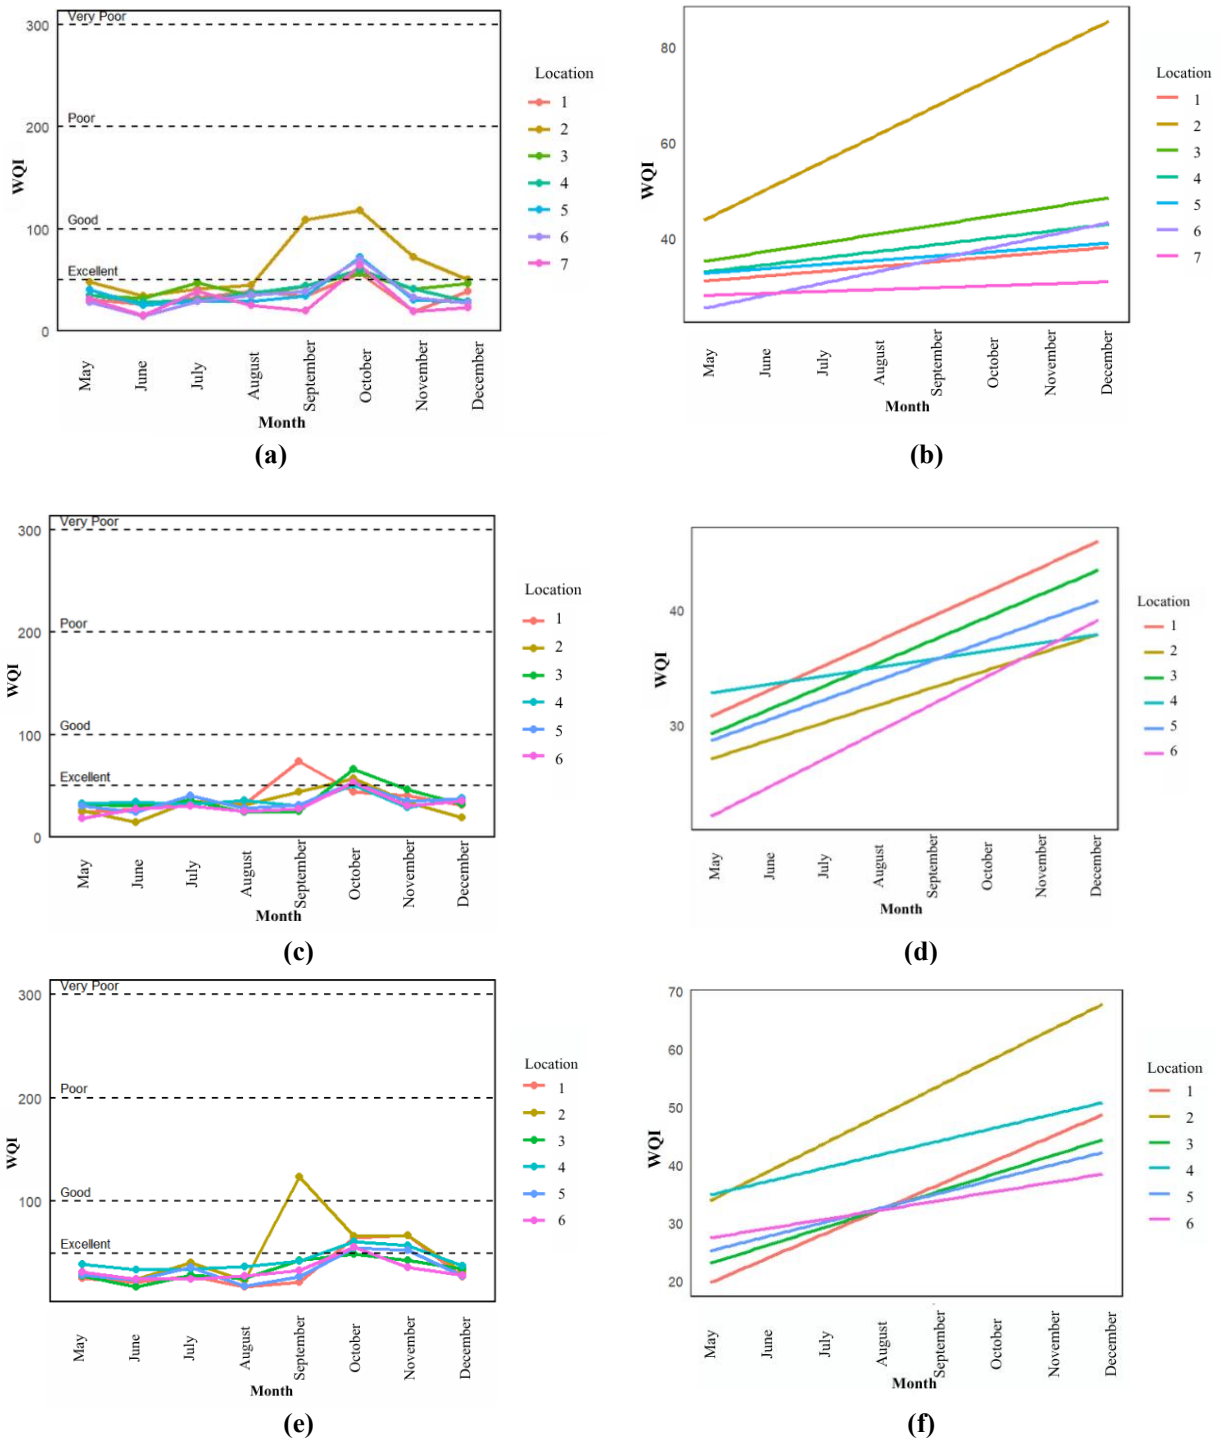 300
Very Poor
200
Poor
100
Good
Excellent
0
WQI
May
June
July
August
September
October
November
December
Month
Location
1
2
3
4
5
6
7
(a)
80
60
40
WQI
May
June
July
August
September
October
November
December
Month
Location
1
2
3
4
5
6
7
(b)
300
Very Poor
200
Poor
100
Good
Excellent
0
WQI
May
June
July
August
September
October
November
December
Month
Location
1
2
3
4
5
6
(c)
40
30
WQI
May
June
July
August
September
October
November
December
Month
Location
1
2
3
4
5
6
(d)
300
Very Poor
200
Poor
100
Good
Excellent
WQI
May
June
July
August
September
October
November
December
Month
Location
1
2
3
4
5
6
(e)
70
60
50
40
30
20
WQI
May
June
July
August
September
October
November
December
Month
Location
1
2
3
4
5
6
(f)